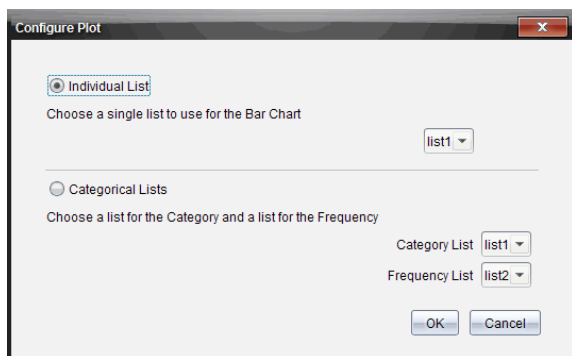 Configure Plot
Individual List
Choose a single list to use for the Bar Chart
list1
Categorical Lists
Choose a list for the Category and a list for the Frequency
Category List list1
Frequency List list2
OK Cancel